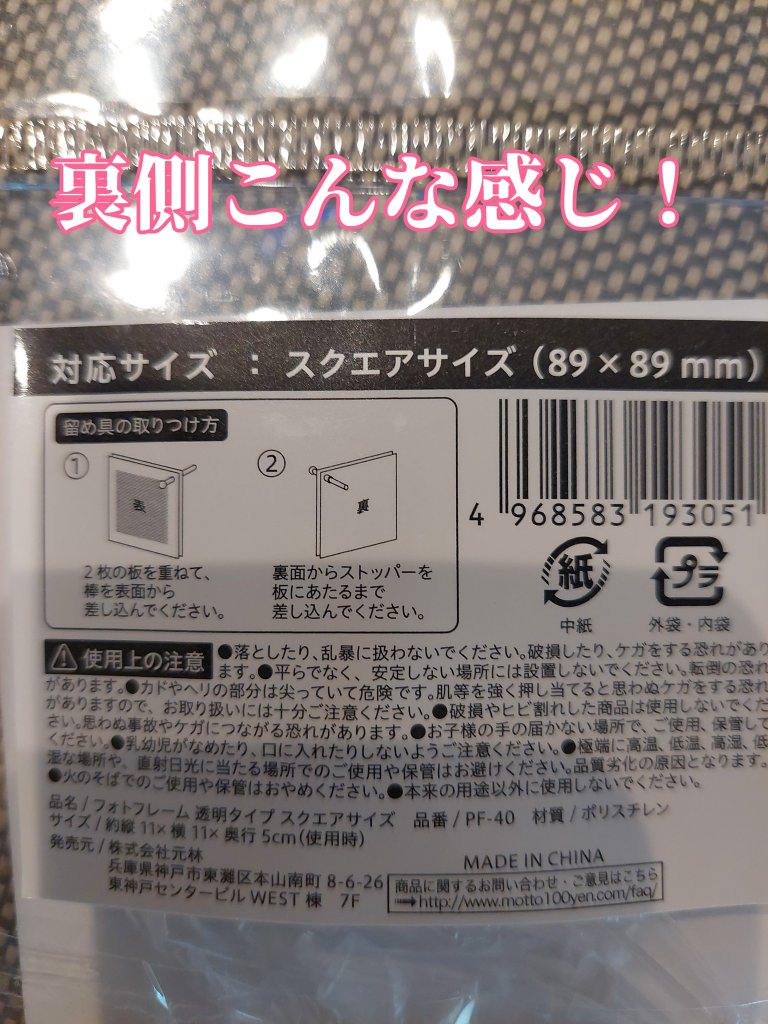 裏側こんな感じ！
対応サイズ ： スクエアサイズ（89×89 mm）
留め具の取りつけ方
①
表
2枚の板を重ねて、
棒を表面から
差し込んでください。
②
裏
裏面からストッパーを
板にあたるまで
差し込んでください。
4 968583 193051
紙
中紙
プラ
外袋・内袋
使用上の注意 ●落としたり、乱暴に扱わないでください。破損したり、ケガをする恐れがあり
ます。●平らでなく、安定しない場所には設置しないでください。転倒の恐れ
があります。●カドやヘリの部分は尖っていて危険です。肌等を強く押し当てると思わぬケガをする恐れ
がありますので、お取り扱いには十分ご注意ください。●破損やヒビ割れした商品は使用しないでくだ
さい。思わぬ事故やケガにつながる恐れがあります。●お子様の手の届かない場所で、ご使用、保管して
ください。●乳幼児がなめたり、口に入れたりしないようご注意ください。●極端に高温、低温、高湿、低
湿な場所や、直射日光に当たる場所でのご使用や保管はお避けください。品質劣化の原因となります。
●火のそばでのご使用や保管はおやめください。●本来の用途以外に使用しないでください。
品名／フォトフレーム 透明タイプ スクエアサイズ 品番／PF-40 材質／ポリスチレン
サイズ／約縦11×横11×奥行5cm（使用時）
発売元／株式会社元林
兵庫県神戸市東灘区本山南町8-6-26
東神戸センタービルWEST棟 7F
MADE IN CHINA
商品に関するお問い合わせ・ご意見はこちら
http://www.motto100yen.com/faq/